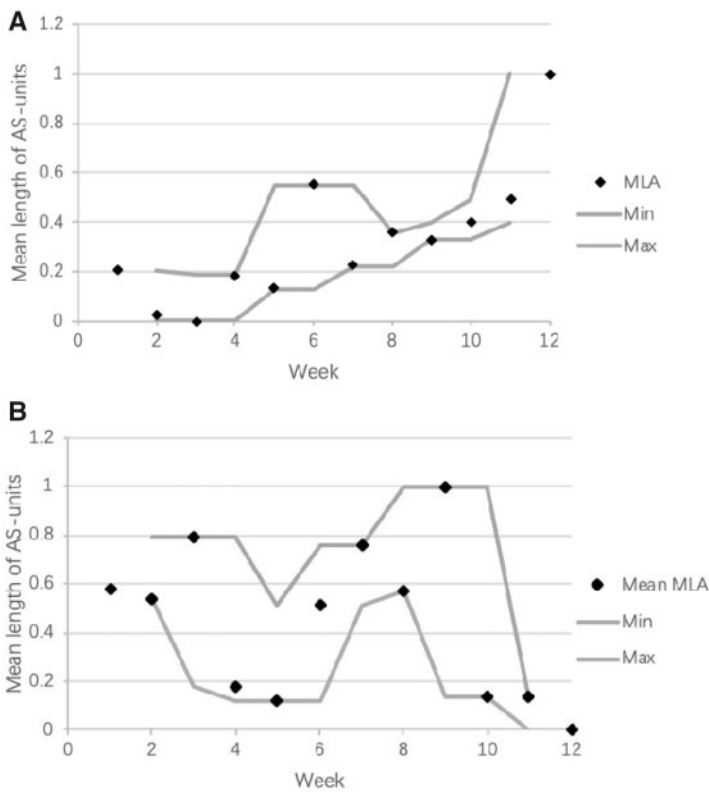 A
1.2
1
0.8
0.6
0.4
0.2
0
0 2 4 6 8 10 12
Mean length of AS-units
Week
MLA
Min
Max
B
1.2
1
0.8
0.6
0.4
0.2
0
0 2 4 6 8 10 12
Mean length of AS-units
Week
Mean MLA
Min
Max